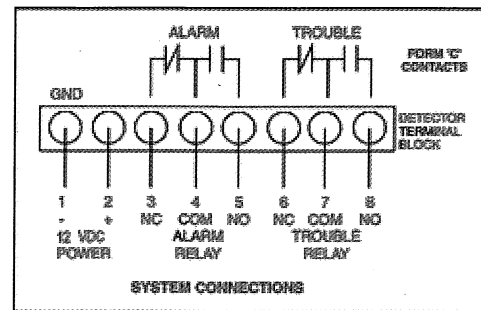 ALARM TROUBLE
FORM "C"
CONTACTS
GND
DETECTOR
TERMINAL
BLOCK
1 2 3 4 5 6 7 8
- + NC COM NO NC COM NO
12 VDC ALARM TROUBLE
POWER RELAY RELAY
SYSTEM CONNECTIONS